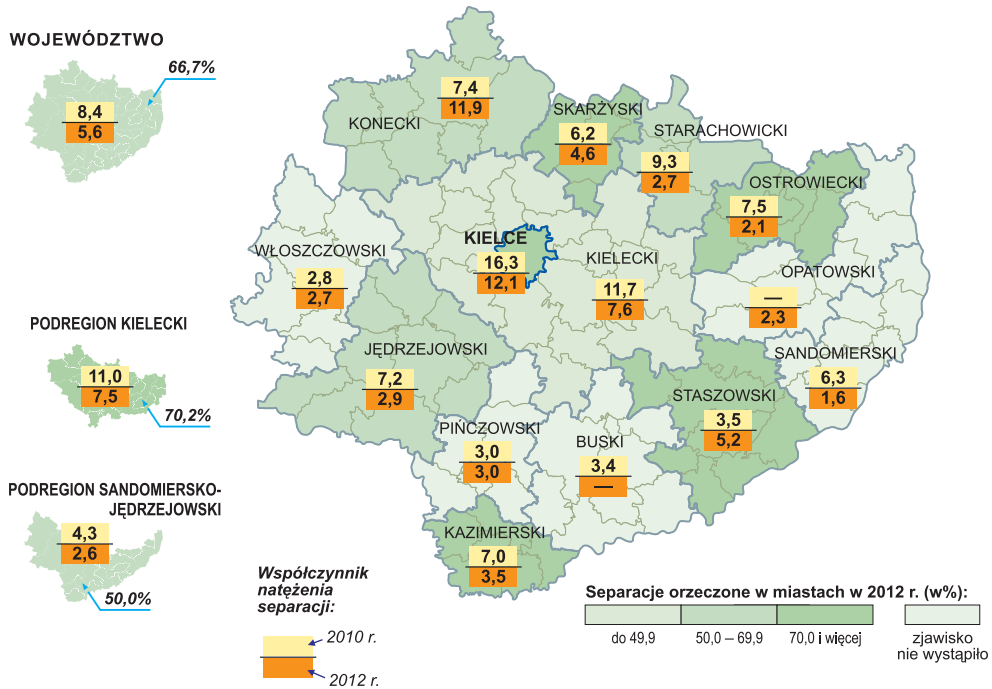 WOJEWÓDZTWO
66,7%
8,4
5,6
PODREGION KIELECKI
11,0
7,5
70,2%
PODREGION SANDOMIERSKO-
JĘDRZEJOWSKI
4,3
2,6
50,0%
KONECKI
7,4
11,9
SKARŻYSKI
6,2
4,6
STARACHOWICKI
9,3
2,7
OSTROWIECKI
7,5
2,1
WŁOSZCZOWSKI
2,8
2,7
KIELCE
16,3
12,1
KIELECKI
11,7
7,6
OPATOWSKI
—
2,3
JĘDRZEJOWSKI
7,2
2,9
SANDOMIERSKI
6,3
1,6
STASZOWSKI
3,5
5,2
PIŃCZOWSKI
3,0
3,0
BUSKI
3,4
—
KAZIMIERSKI
7,0
3,5
Współczynnik
natężenia
separacji:
2010 r.
2012 r.
Separacje orzeczone w miastach w 2012 r. (w%):
do 49,9 50,0 – 69,9 70,0 i więcej zjawisko
nie wystąpiło